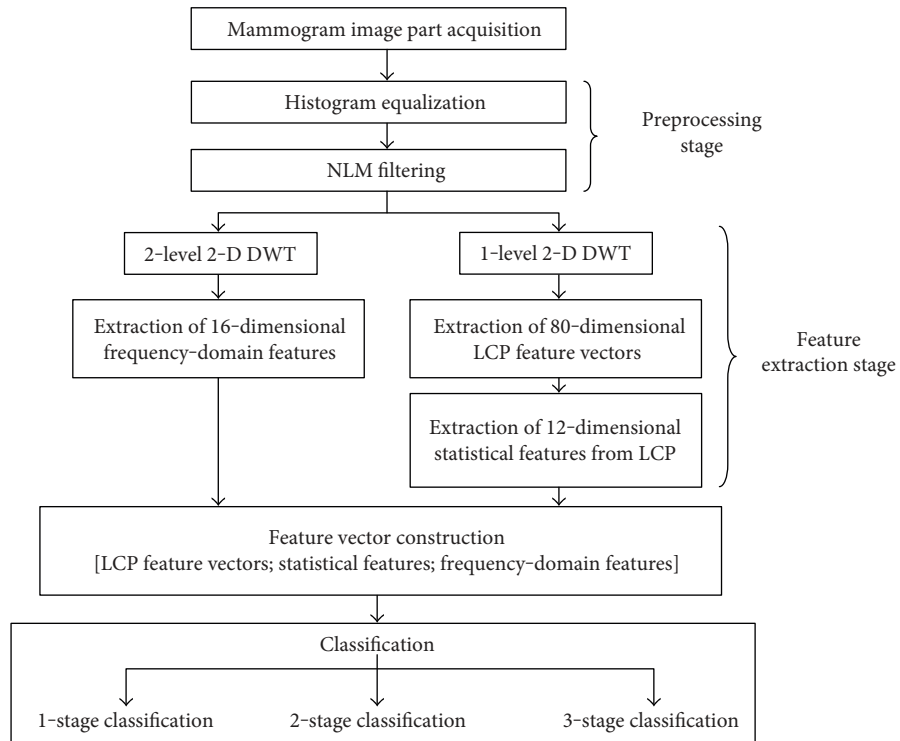 Mammogram image part acquisition
Histogram equalization
NLM filtering
Preprocessing
stage
2-level 2-D DWT
1-level 2-D DWT
Extraction of 16-dimensional
frequency-domain features
Extraction of 80-dimensional
LCP feature vectors
Extraction of 12-dimensional
statistical features from LCP
Feature
extraction stage
Feature vector construction
[LCP feature vectors; statistical features; frequency-domain features]
Classification
1-stage classification
2-stage classification
3-stage classification